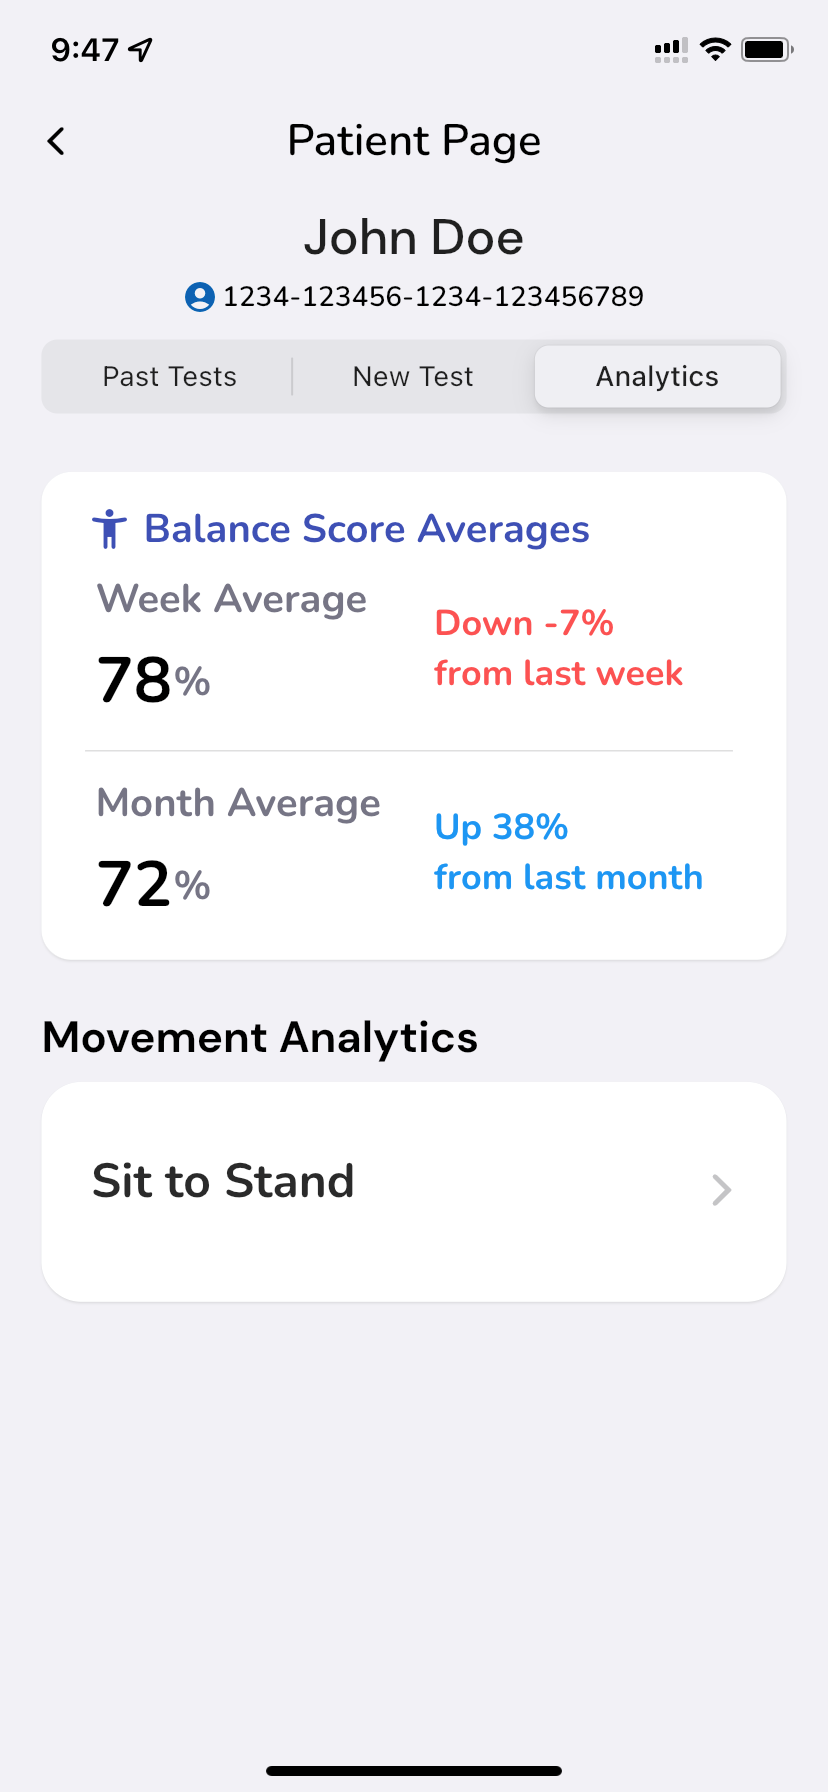 9:47
Patient Page
John Doe
1234-123456-1234-123456789
Past Tests
New Test
Analytics
Balance Score Averages
Week Average
78%
Down -7%
from last week
Month Average
72%
Up 38%
from last month
Movement Analytics
Sit to Stand